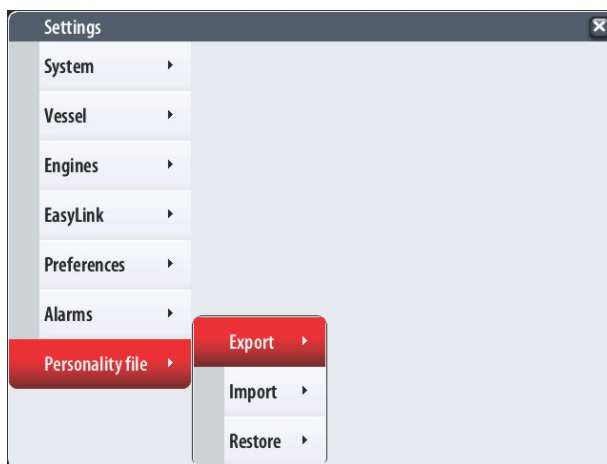 Settings
System
Vessel
Engines
EasyLink
Preferences
Alarms
Personality file
Export
Import
Restore